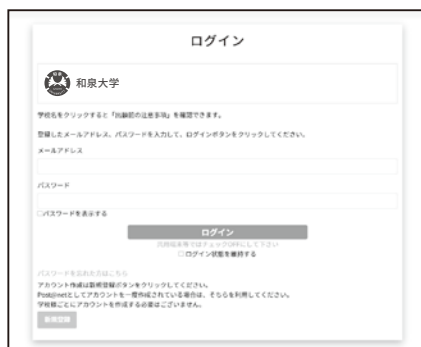 ログイン
和泉大学
学校名をクリックすると「出願前の注意事項」を確認できます。
登録したメールアドレス、パスワードを入力して、ログインボタンをクリックしてください。
メールアドレス
パスワード
□パスワードを表示する
ログイン
共用端末等ではチェックOFFにして下さい
□ログイン状態を維持する
パスワードを忘れた方はこちら
アカウント作成は新規登録ボタンをクリックしてください。
Post@netとしてアカウントを一度作成されている場合は、そちらを利用してください。
学校様ごとにアカウントを作成する必要はございません。
新規登録